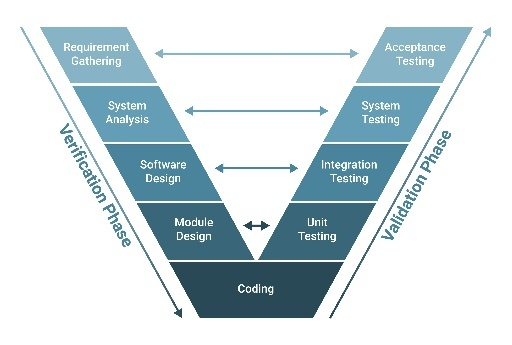 Requirement
Gathering
Acceptance
Testing
System
Analysis
System
Testing
Software
Design
Integration
Testing
Module
Design
Unit
Testing
Coding
Verification Phase
Validation Phase